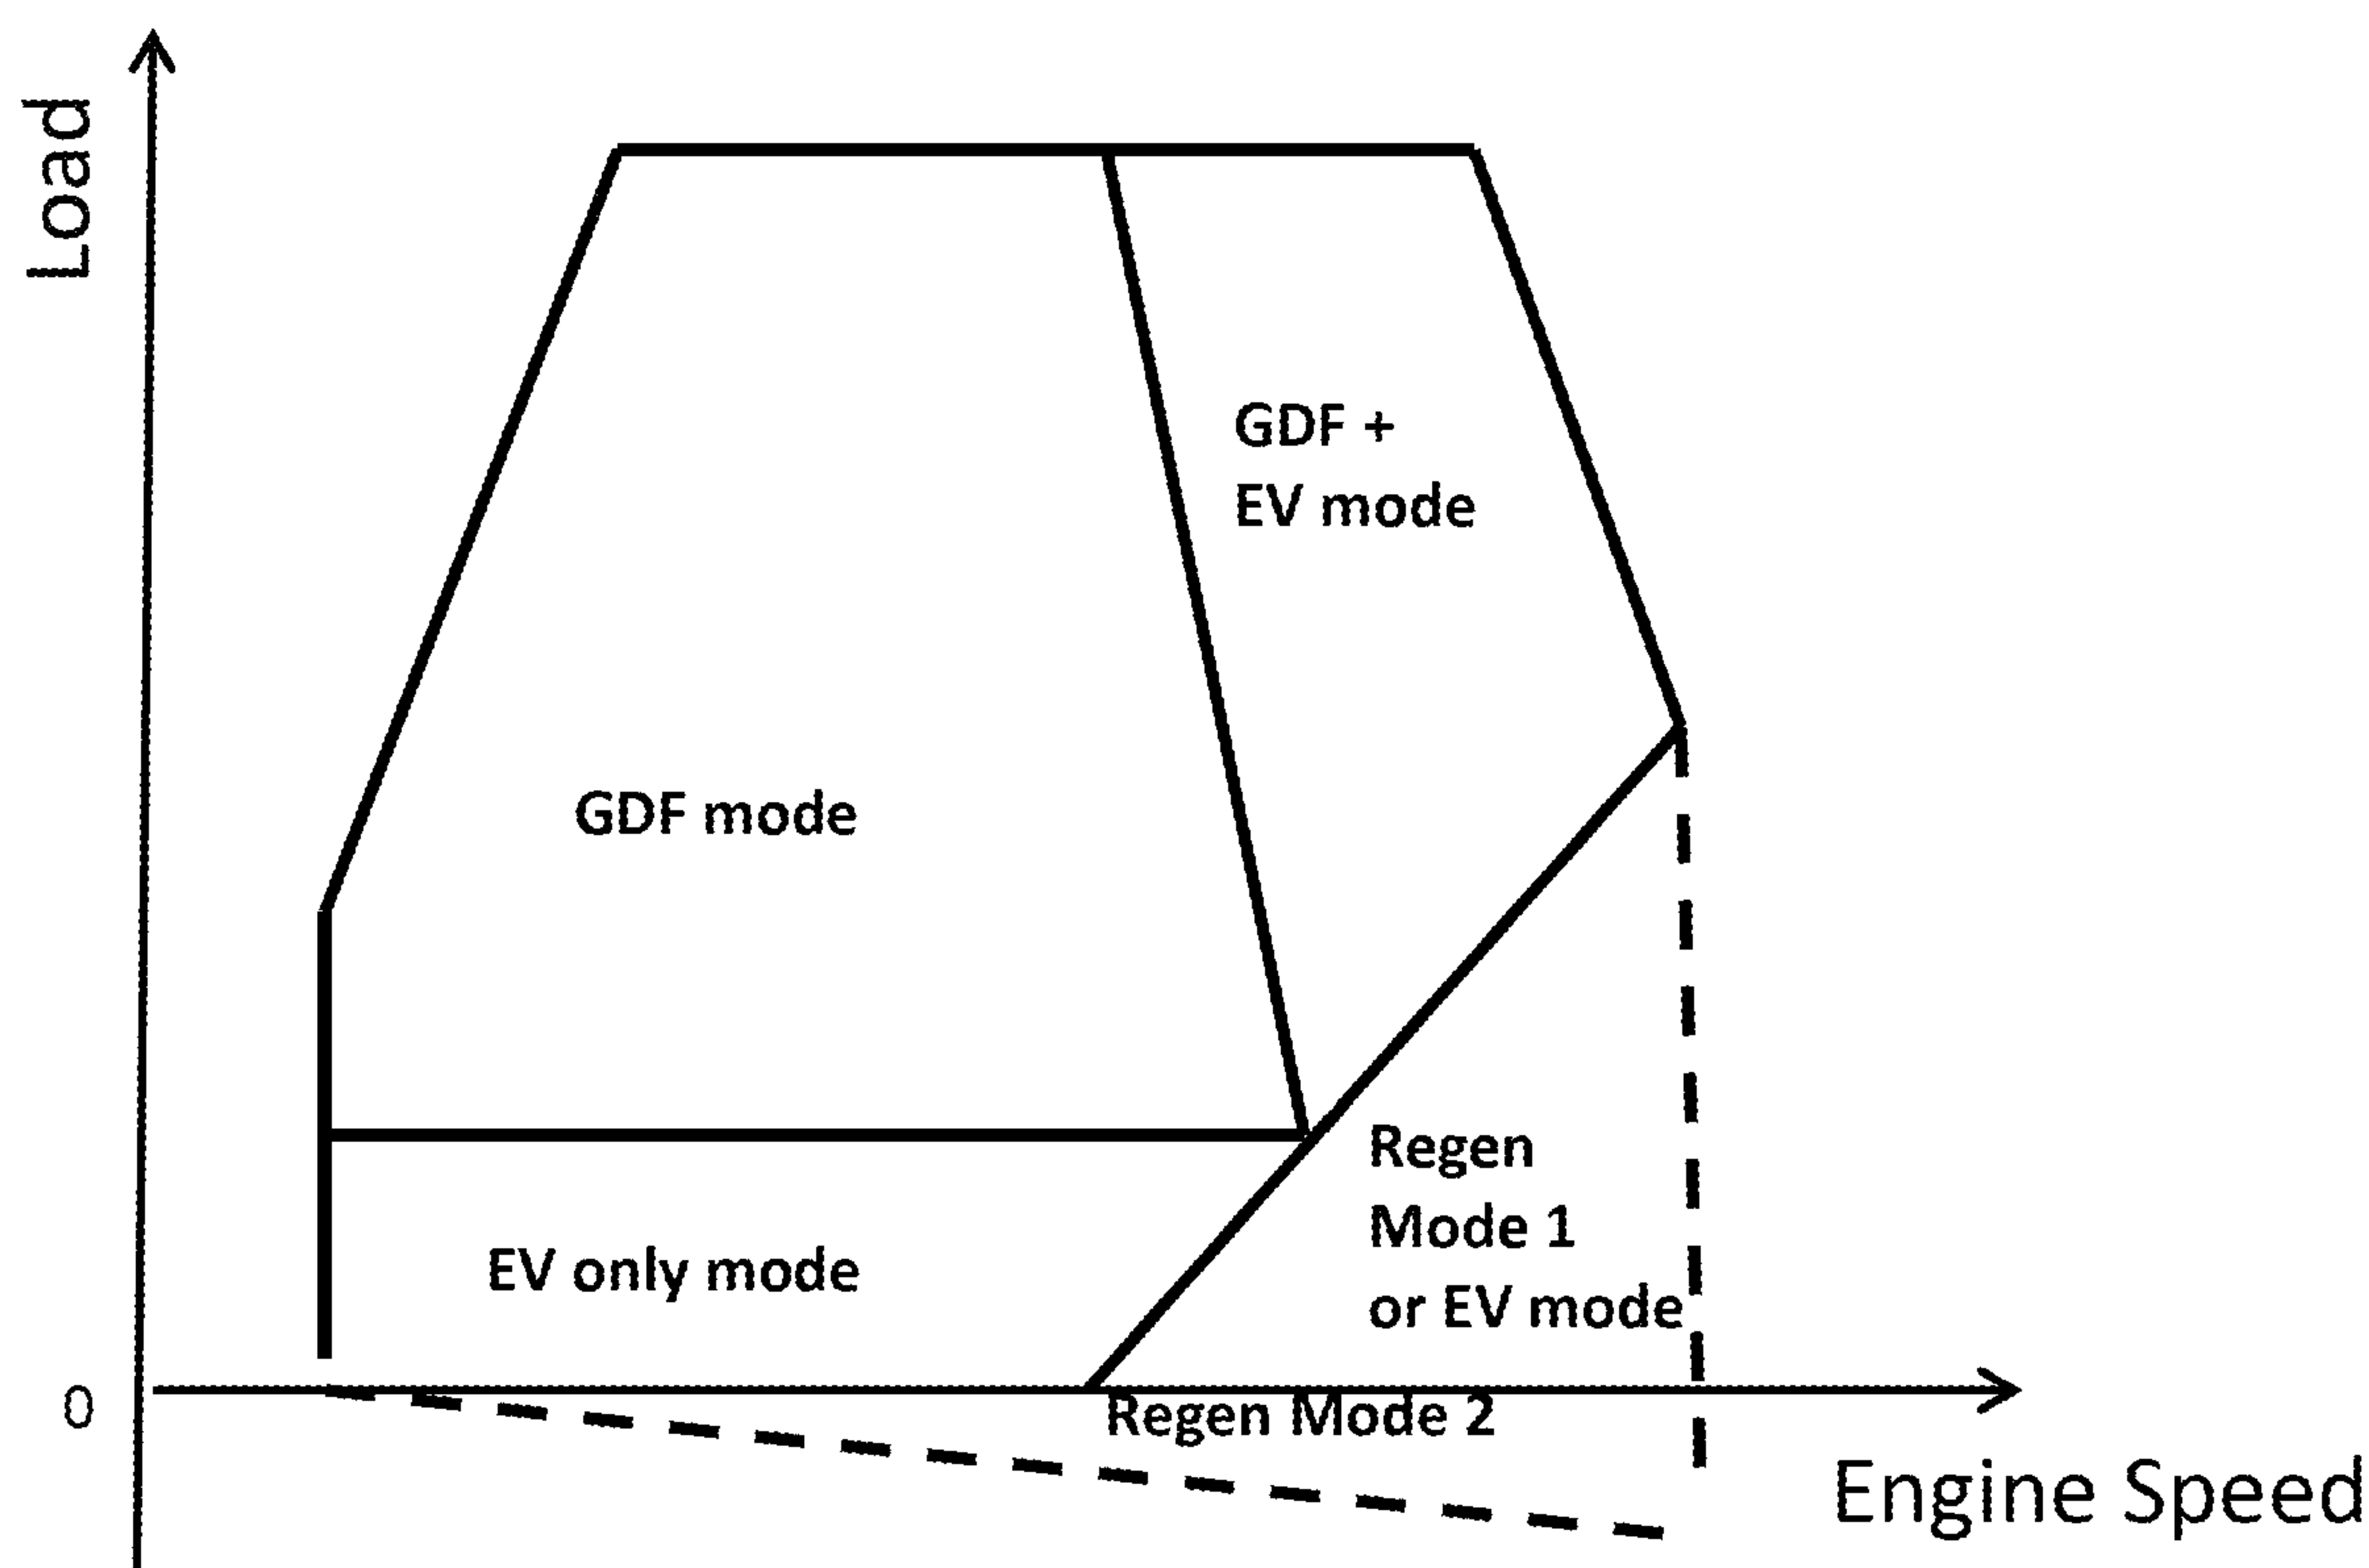 Load
GDF +
EV mode
GDF mode
Regen
Mode 1
or EV mode
EV only mode
0
Regen Mode 2
Engine Speed